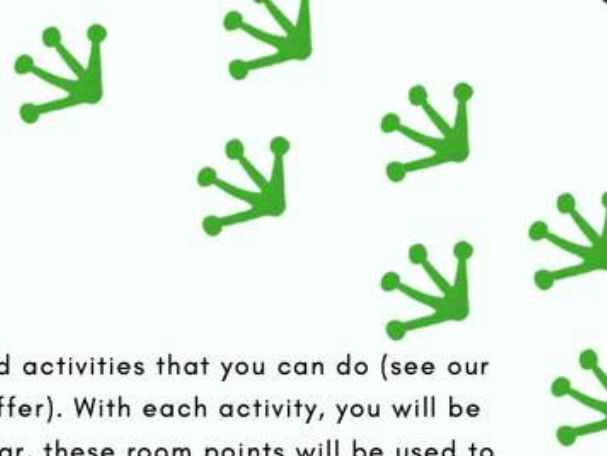 d activities that you can do (see our
ffer). With each activity, you will be
ar, these room points will be used to